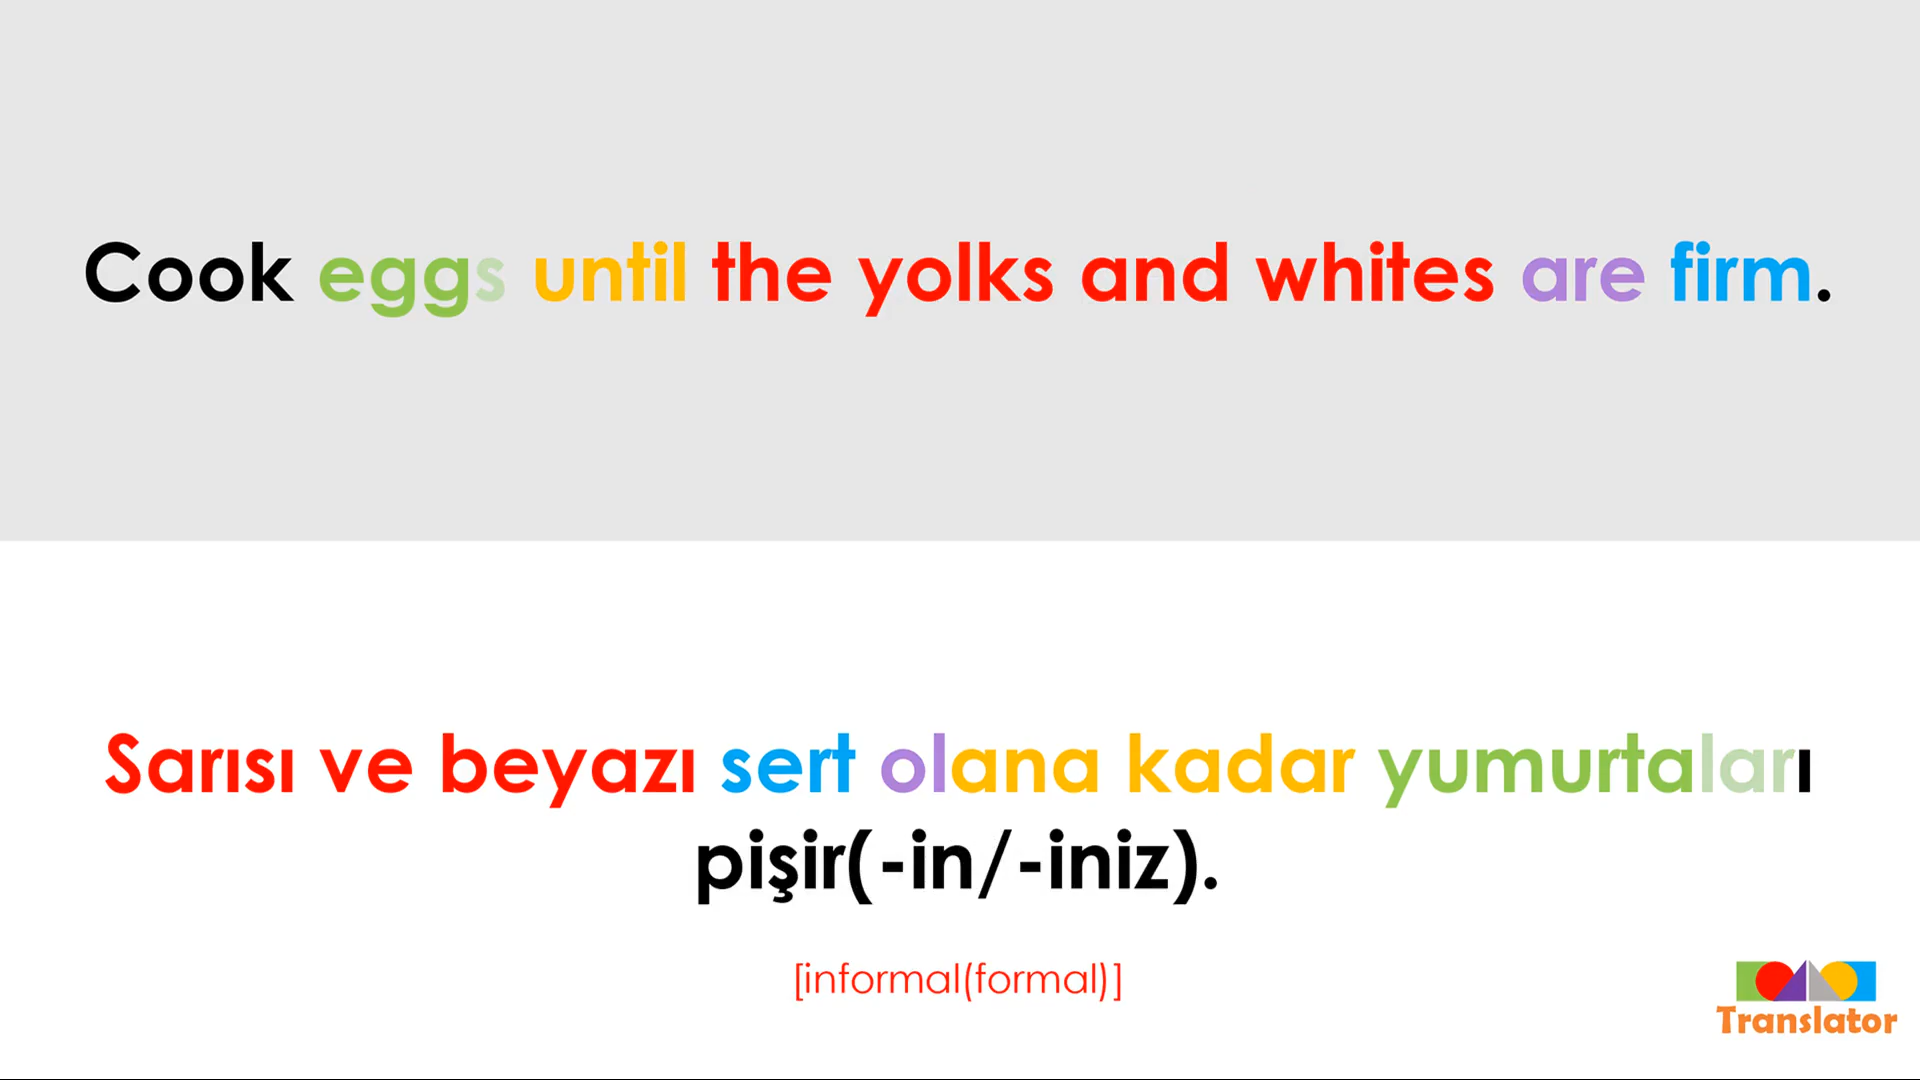 Cook eggs until the yolks and whites are firm.
Sarısı ve beyazı sert olana kadar yumurtaları
pişir(-in/-iniz).
[informal(formal)]
Translator